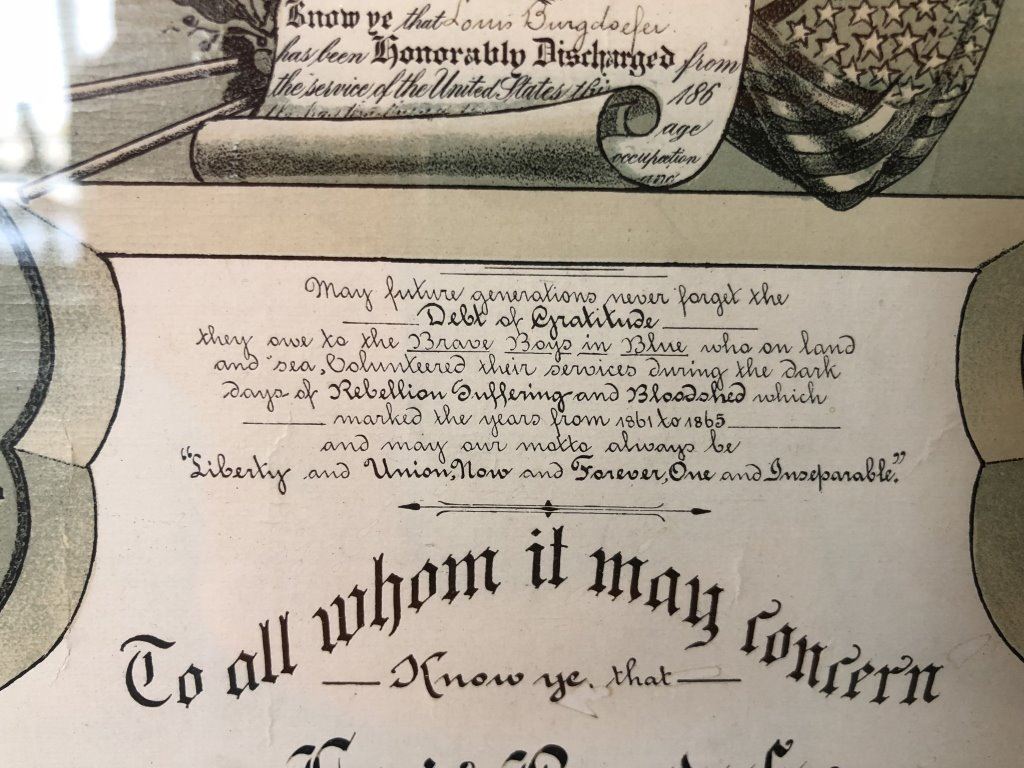 Know ye that Louis Burgdoefer
has been Honorably Discharged from
the service of the United States this 186
age
occupation
May future generations never forget the
Debt of Gratitude
they owe to the Brave Boys in Blue who on land
and sea, Volunteered their services during the dark
days of Rebellion Suffering and Bloodshed which
marked the years from 1861 to 1865
and may our motto always be
"Liberty and Union, Now and Forever, One and Inseparable."
To all whom it may concern
Know ye, that